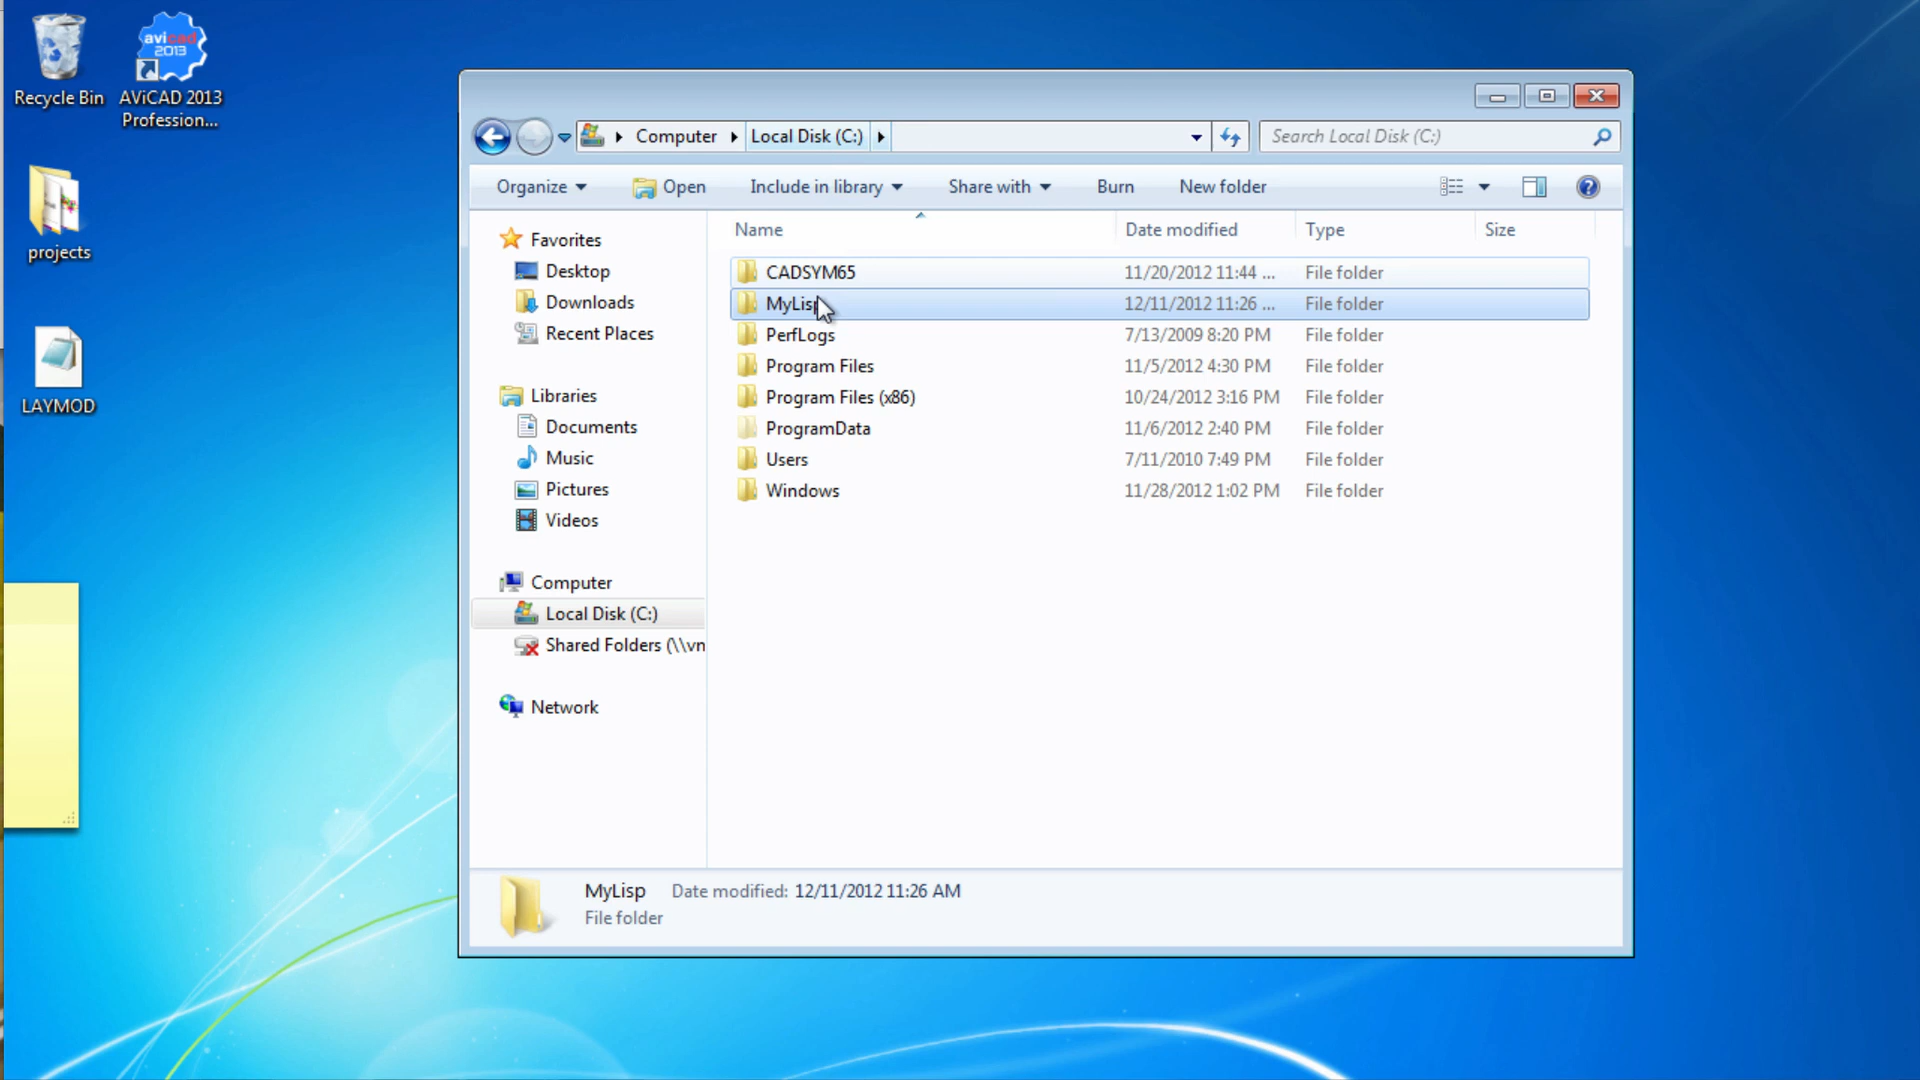 avicad
2013
Recycle Bin
AViCAD 2013
Profession...
projects
LAYMOD
Computer
Local Disk (C:)
Search Local Disk (C:)
Organize
Open
Include in library
Share with
Burn
New folder
Name
Date modified
Type
Size
Favorites
Desktop
Downloads
Recent Places
Libraries
Documents
Music
Pictures
Videos
Computer
Local Disk (C:)
Shared Folders (\\vn
Network
CADSYM65 11/20/2012 11:44 ... File folder
MyLisp 12/11/2012 11:26 ... File folder
PerfLogs 7/13/2009 8:20 PM File folder
Program Files 11/5/2012 4:30 PM File folder
Program Files (x86) 10/24/2012 3:16 PM File folder
ProgramData 11/6/2012 2:40 PM File folder
Users 7/11/2010 7:49 PM File folder
Windows 11/28/2012 1:02 PM File folder
MyLisp Date modified: 12/11/2012 11:26 AM
File folder